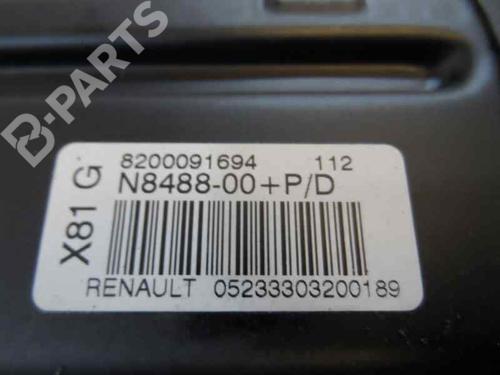 B-PARTS
X81 G
8200091694 112
N8488-00+P/D
RENAULT 05233303200189